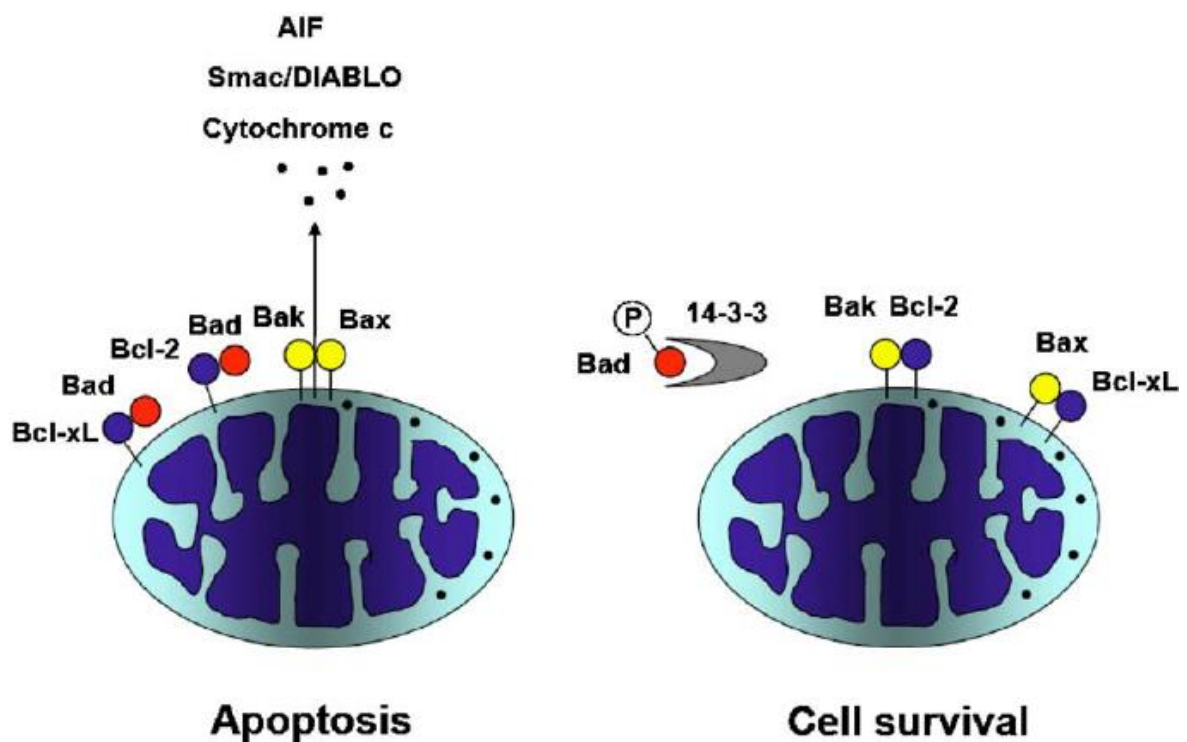 AIF
Smac/DIABLO
Cytochrome c
Bad
Bak
Bax
Bcl-2
Bad
Bcl-xL
P
14-3-3
Bad
Bak Bcl-2
Bax
Bcl-xL
Apoptosis
Cell survival